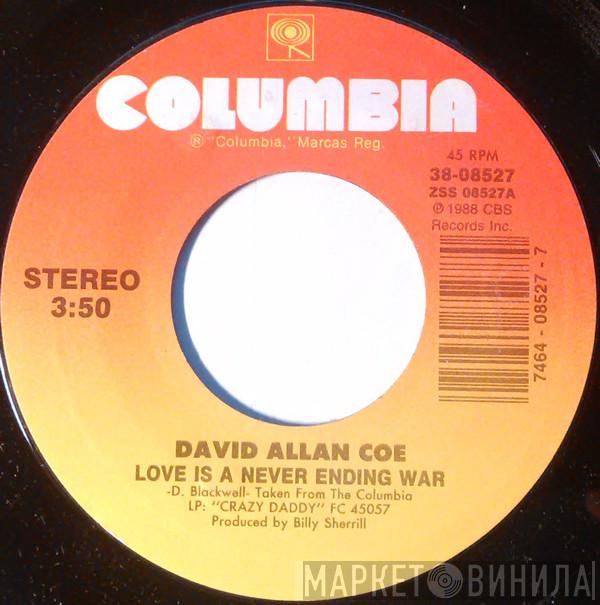 COLUMBIA
® "Columbia," Marcas Reg.
45 RPM
38-08527
ZSS 08527A
℗ 1988 CBS
Records Inc.
STEREO
3:50
7464 - 08527 - 7
DAVID ALLAN COE
LOVE IS A NEVER ENDING WAR
-D. Blackwell- Taken From The Columbia
LP: "CRAZY DADDY" FC 45057
Produced by Billy Sherrill
МАРКЕТ ВИНИЛА